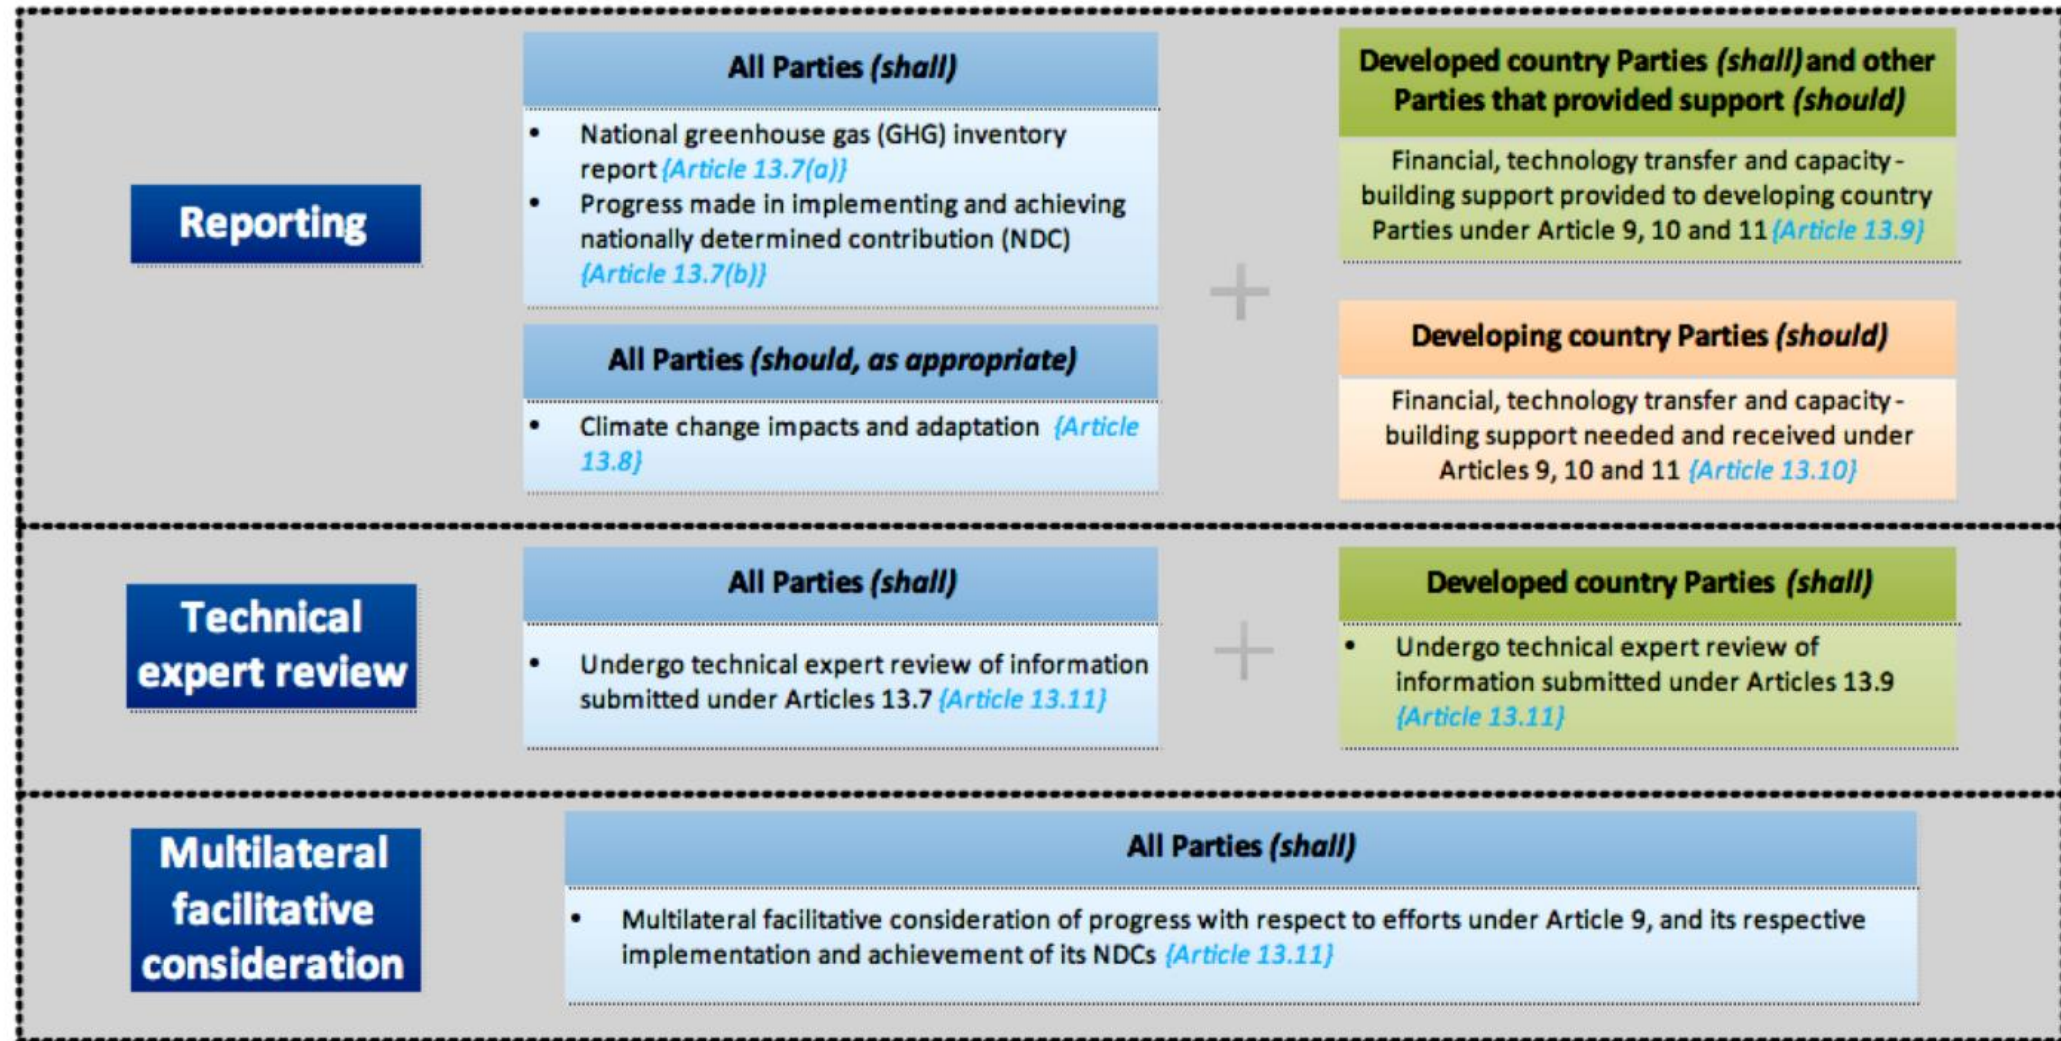 Reporting
All Parties (shall)
• National greenhouse gas (GHG) inventory
report {Article 13.7(a)}
• Progress made in implementing and achieving
nationally determined contribution (NDC)
{Article 13.7(b)}
All Parties (should, as appropriate)
• Climate change impacts and adaptation {Article
13.8}
+
Developed country Parties (shall) and other
Parties that provided support (should)
Financial, technology transfer and capacity -
building support provided to developing country
Parties under Article 9, 10 and 11 {Article 13.9}
Developing country Parties (should)
Financial, technology transfer and capacity -
building support needed and received under
Articles 9, 10 and 11 {Article 13.10}
Technical
expert review
All Parties (shall)
• Undergo technical expert review of information
submitted under Articles 13.7 {Article 13.11}
+
Developed country Parties (shall)
• Undergo technical expert review of
information submitted under Articles 13.9
{Article 13.11}
Multilateral
facilitative
consideration
All Parties (shall)
• Multilateral facilitative consideration of progress with respect to efforts under Article 9, and its respective
implementation and achievement of its NDCs {Article 13.11}